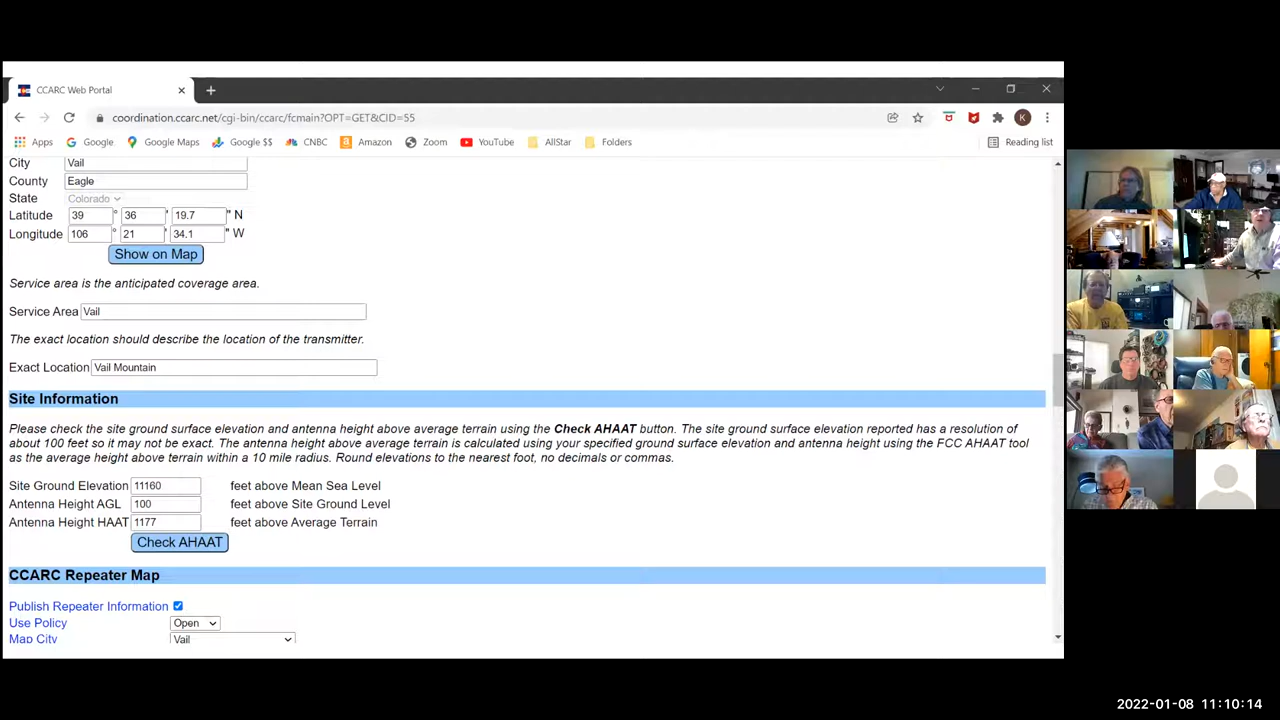 CCARC Web Portal
coordination.ccarc.net/cgi-bin/ccarc/fcmain?OPT=GET&CID=55
K
Apps Google Google Maps Google $$ CNBC Amazon Zoom YouTube AllStar Folders Reading list
City Vail
County Eagle
State Colorado
Latitude 39 ° 36 ' 19.7 " N
Longitude 106 ° 21 ' 34.1 " W
Show on Map
Service area is the anticipated coverage area.
Service Area Vail
The exact location should describe the location of the transmitter.
Exact Location Vail Mountain
Site Information
Please check the site ground surface elevation and antenna height above average terrain using the Check AHAAT button. The site ground surface elevation reported has a resolution of
about 100 feet so it may not be exact. The antenna height above average terrain is calculated using your specified ground surface elevation and antenna height using the FCC AHAAT tool
as the average height above terrain within a 10 mile radius. Round elevations to the nearest foot, no decimals or commas.
Site Ground Elevation 11160 feet above Mean Sea Level
Antenna Height AGL 100 feet above Site Ground Level
Antenna Height HAAT 1177 feet above Average Terrain
Check AHAAT
CCARC Repeater Map
Publish Repeater Information
Use Policy Open
Map City Vail
2022-01-08 11:10:14